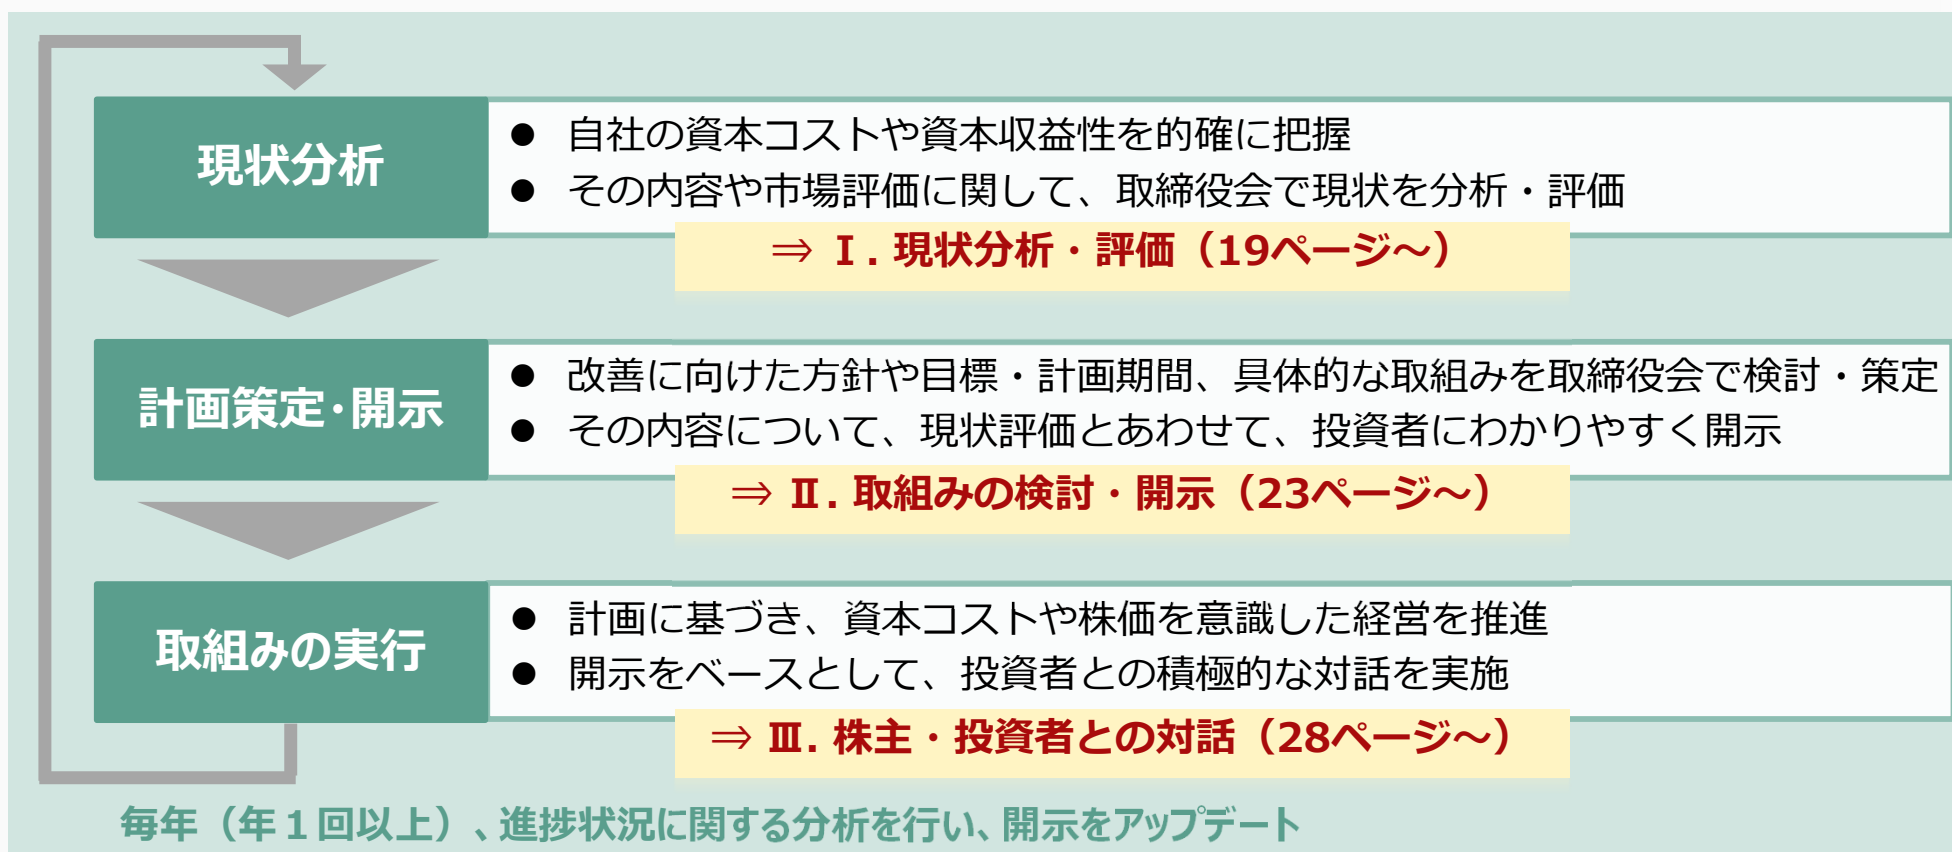 現状分析
● 自社の資本コストや資本収益性を的確に把握
● その内容や市場評価に関して、取締役会で現状を分析・評価
⇒ Ⅰ. 現状分析・評価（19ページ～）
計画策定・開示
● 改善に向けた方針や目標・計画期間、具体的な取組みを取締役会で検討・策定
● その内容について、現状評価とあわせて、投資者にわかりやすく開示
⇒ Ⅱ. 取組みの検討・開示（23ページ～）
取組みの実行
● 計画に基づき、資本コストや株価を意識した経営を推進
● 開示をベースとして、投資者との積極的な対話を実施
⇒ Ⅲ. 株主・投資者との対話（28ページ～）
毎年（年１回以上）、進捗状況に関する分析を行い、開示をアップデート